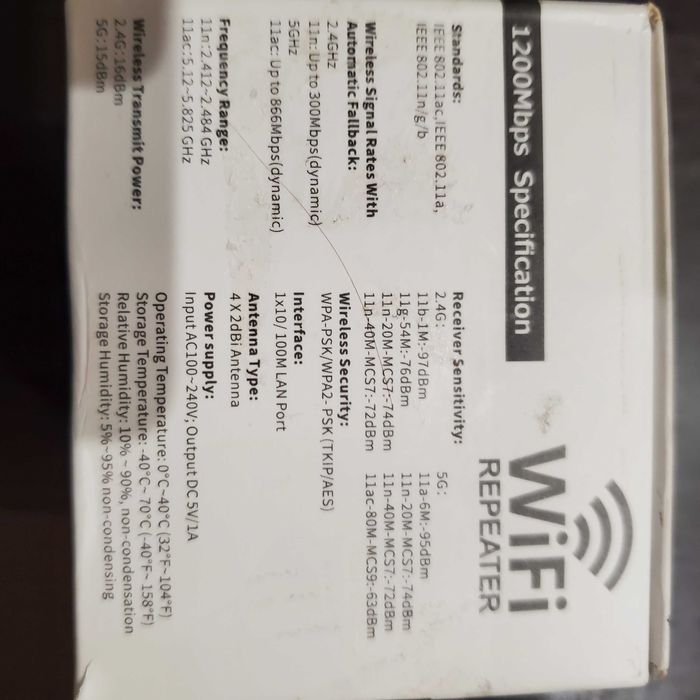 1200Mbps Specification
WiFi
REPEATER
Standards:
IEEE 802.11ac,IEEE 802.11a,
IEEE 802.11n/g/b
Wireless Signal Rates With
Automatic Fallback:
2.4GHz
11n: Up to 300Mbps(dynamic)
5GHz
11ac: Up to 866Mbps(dynamic)
Frequency Range:
11n:2.412~2.484 GHz
11ac:5.12~5.825 GHz
Wireless Transmit Power:
2.4G:16dBm
5G:15dBm
Receiver Sensitivity:
2.4G:
11b-1M:-97dBm
11g-54M:-76dBm
11n-20M-MCS7:-74dBm
11n-40M-MCS7:-72dBm
5G:
11a-6M:-95dBm
11n-20M-MCS7:-74dBm
11n-40M-MCS7:-72dBm
11ac-80M-MCS9:-63dBm
Wireless Security:
WPA-PSK/WPA2- PSK (TKIP/AES)
Interface:
1x10/ 100M LAN Port
Antenna Type:
4 X 2dBi Antenna
Power supply:
Input AC100~240V; Output DC 5V/1A
Operating Temperature: 0°C~40°C (32°F~104°F)
Storage Temperature: -40°C~ 70°C (-40°F~ 158°F)
Relative Humidity: 10% ~ 90%, non-condensation
Storage Humidity: 5%~95% non-condensing